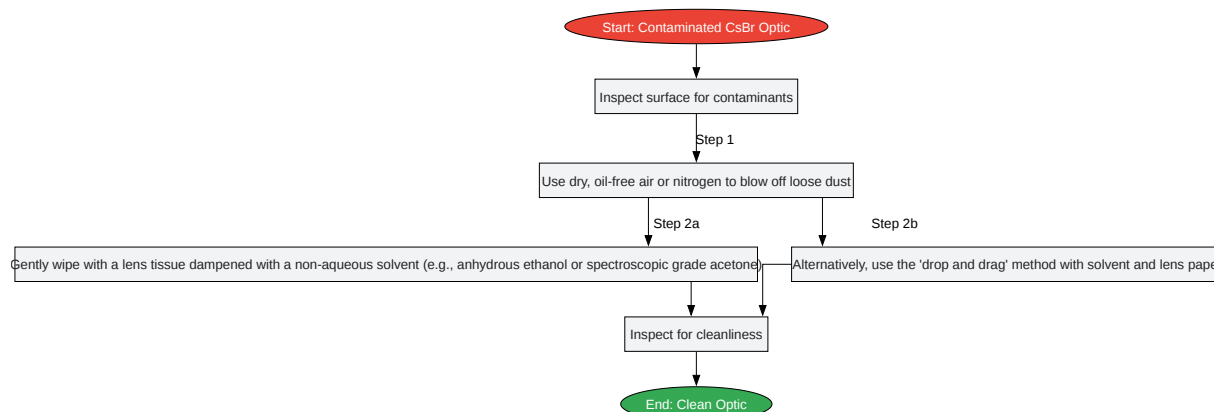 Start: Contaminated CsBr Optic
Inspect surface for contaminants
Step 1
Use dry, oil-free air or nitrogen to blow off loose dust
Step 2a
Step 2b
Gently wipe with a lens tissue dampened with a non-aqueous solvent (e.g., anhydrous ethanol or spectroscopic grade acetone)
Alternatively, use the 'drop and drag' method with solvent and lens pape
Inspect for cleanliness
End: Clean Optic